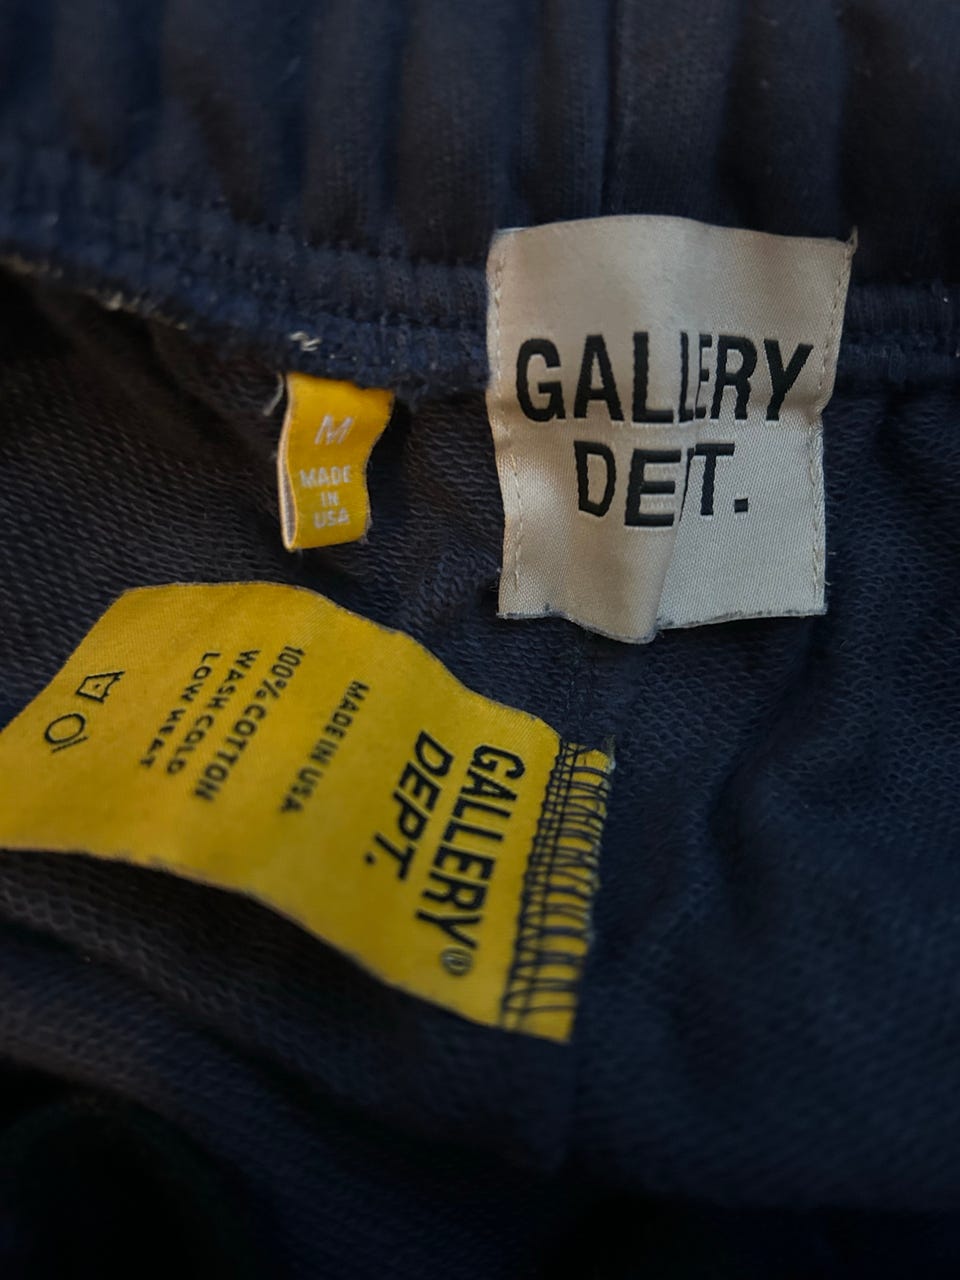 GALLERY
DEPT.
M
MADE
IN
USA
GALLERY®
DEPT.
MADE IN USA
100% COTTON
WASH COLD
LOW HEAT